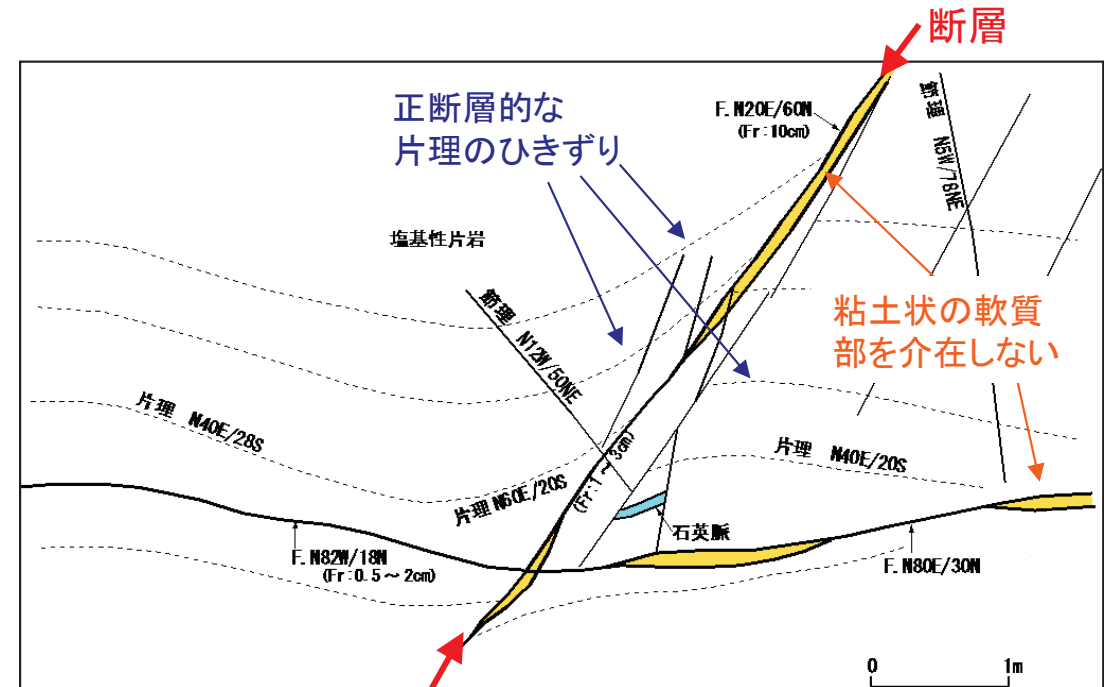 断層
正断層的な
片理のひきずり
F. N20E/60N
(Fr:10cm)
節理 N5W/78NE
塩基性片岩
節理 N12W/50NE
粘土状の軟質
部を介在しない
片理 N40E/28S
(Fr:1～3cm)
片理 N40E/20S
片理 N60E/20S
石英脈
F. N82W/18N
(Fr:0.5～2cm)
F. N80E/30N
0 1m